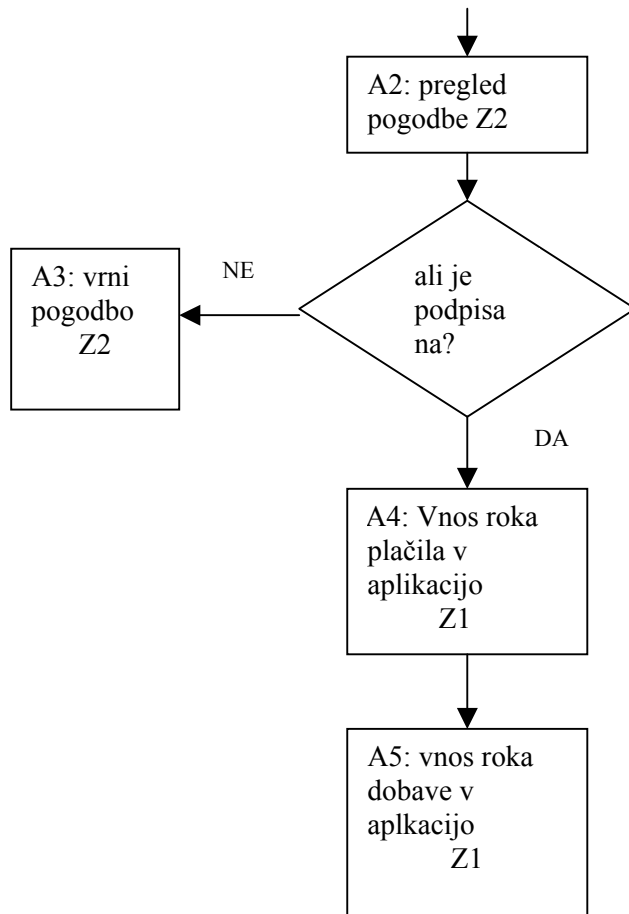 A2: pregled
pogodbe Z2
A3: vrni
pogodbo
Z2
NE
ali je
podpisa
na?
DA
A4: Vnos roka
plačila v
aplikacijo
Z1
A5: vnos roka
dobave v
aplkacijo
Z1